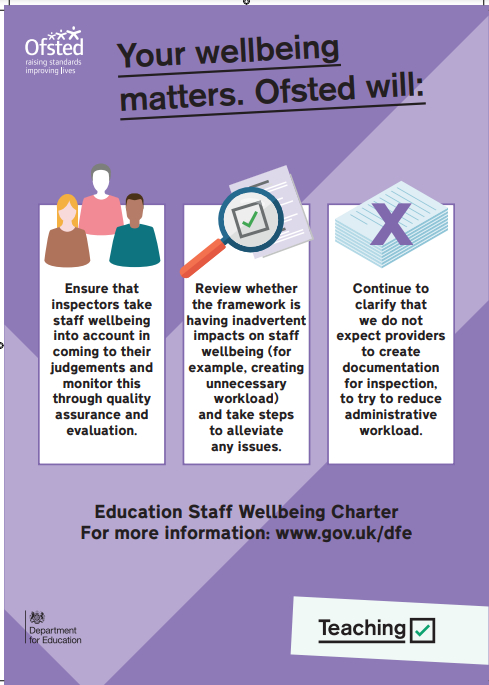 Ofsted
raising standards
improving lives
Your wellbeing
matters. Ofsted will:
Ensure that
inspectors take
staff wellbeing
into account in
coming to their
judgements and
monitor this
through quality
assurance and
evaluation.
Review whether
the framework is
having inadvertent
impacts on staff
wellbeing (for
example, creating
unnecessary
workload)
and take steps
to alleviate
any issues.
X
Continue to
clarify that
we do not
expect providers
to create
documentation
for inspection,
to try to reduce
administrative
workload.
Education Staff Wellbeing Charter
For more information: www.gov.uk/dfe
Department
for Education
Teaching